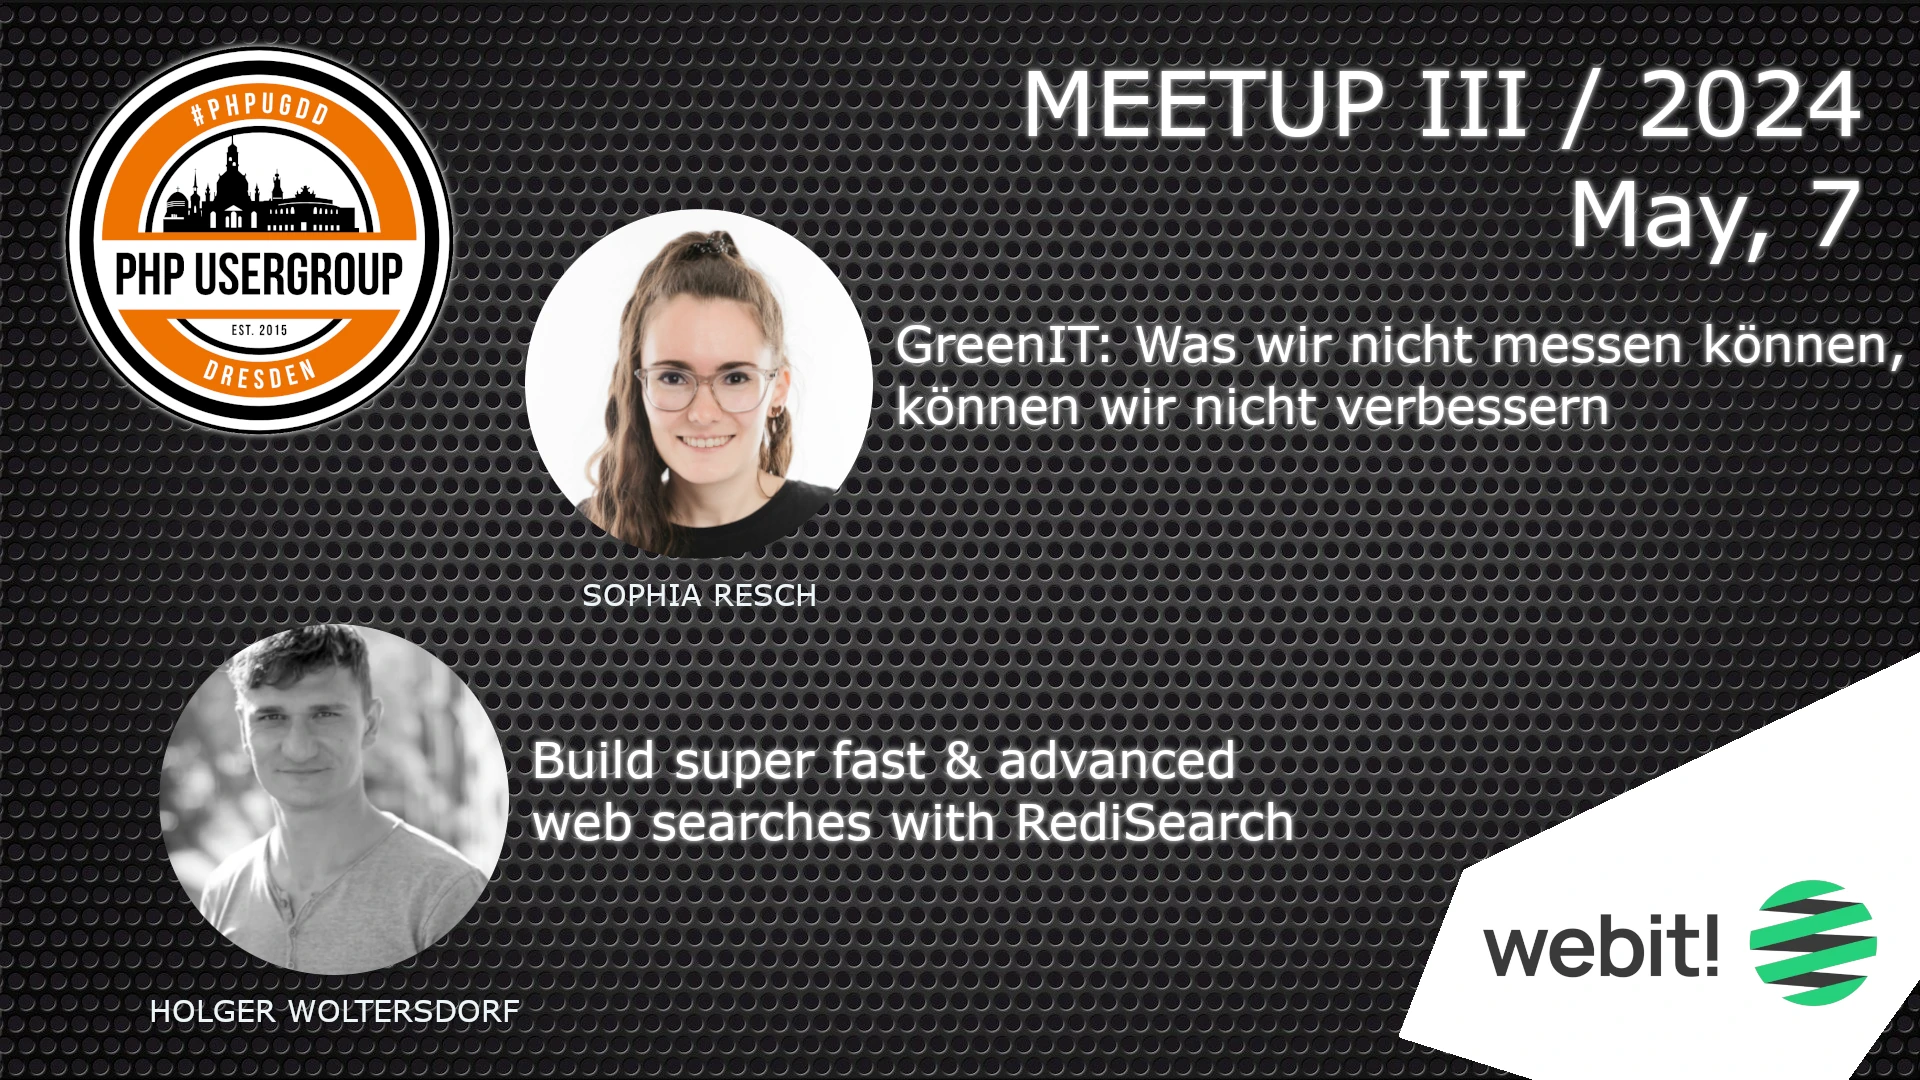 #PHPUGDD
PHP USERGROUP
EST. 2015
DRESDEN
MEETUP III / 2024
May, 7
GreenIT: Was wir nicht messen können,
können wir nicht verbessern
SOPHIA RESCH
Build super fast & advanced
web searches with RediSearch
HOLGER WOLTERSDORF
webit!